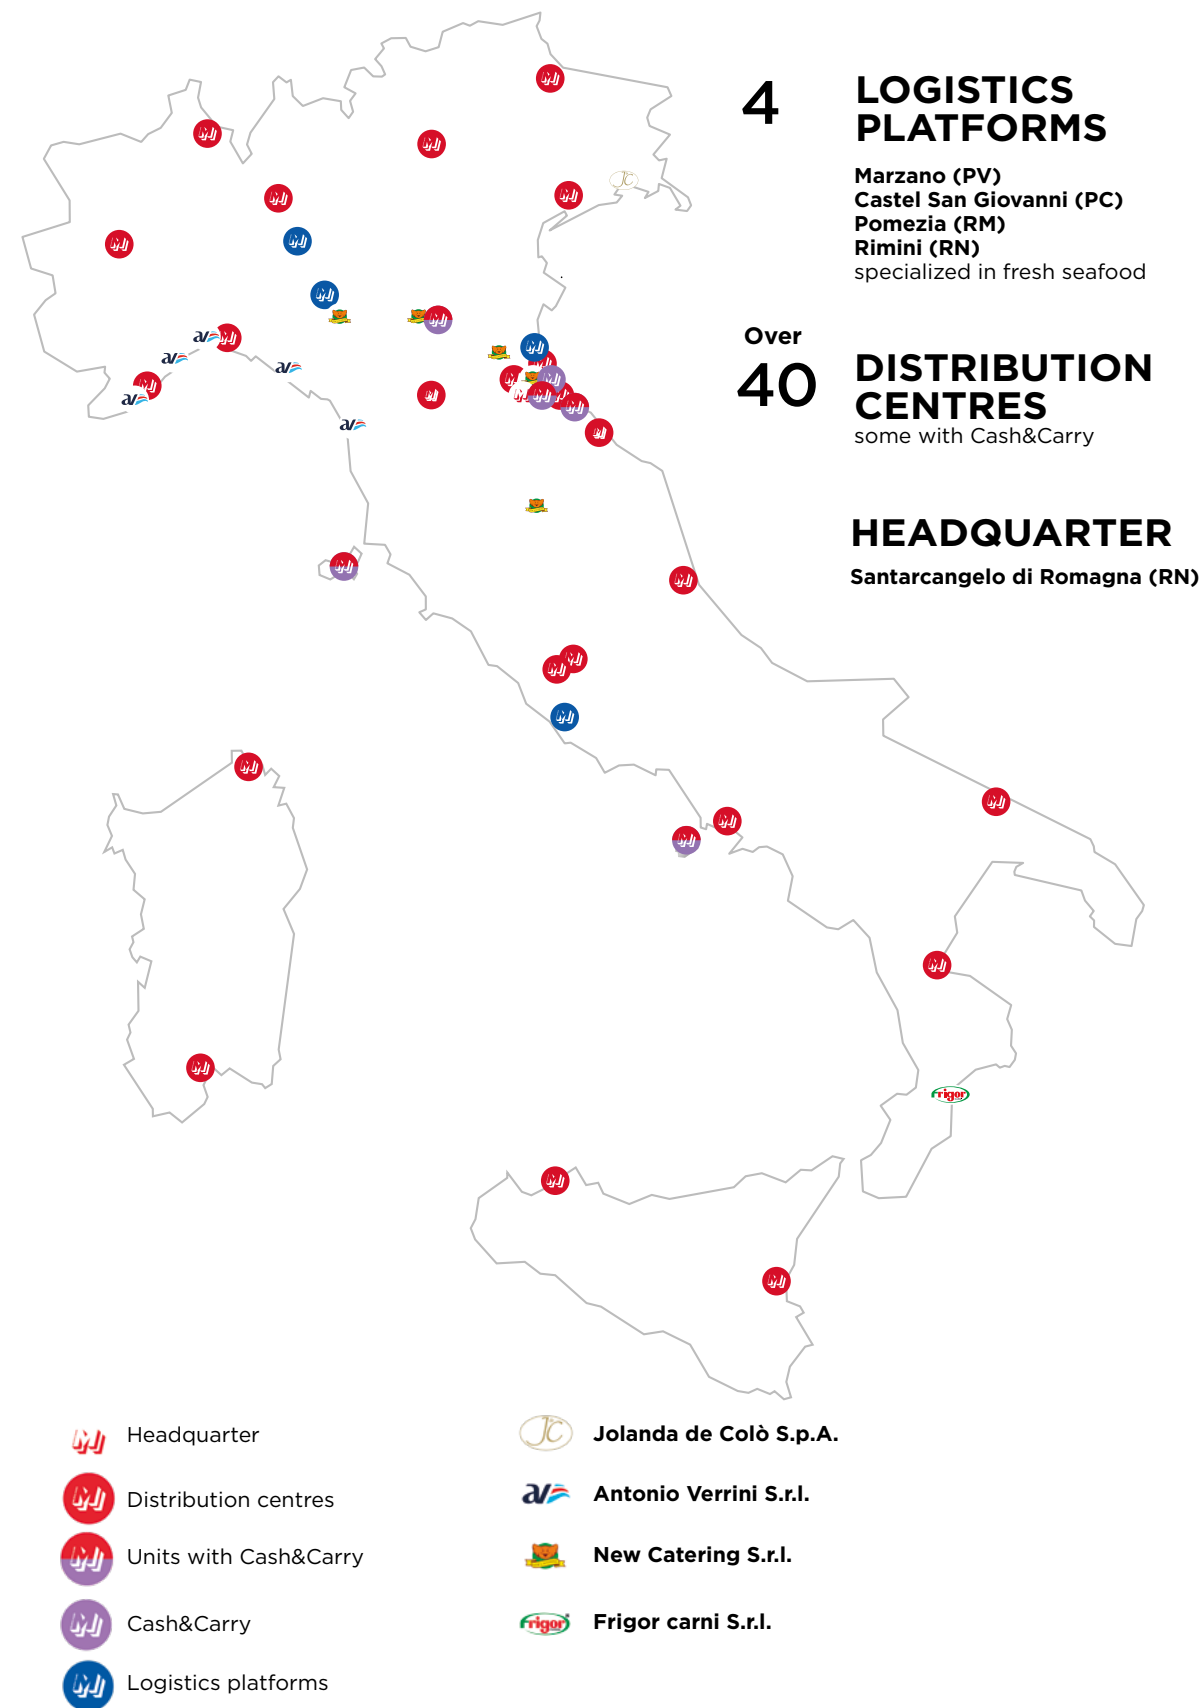 4
LOGISTICS
PLATFORMS
Marzano (PV)
Castel San Giovanni (PC)
Pomezia (RM)
Rimini (RN)
specialized in fresh seafood
Over
40
DISTRIBUTION
CENTRES
some with Cash&Carry
HEADQUARTER
Santarcangelo di Romagna (RN)
frigor
Headquarter
Distribution centres
Units with Cash&Carry
Cash&Carry
Logistics platforms
Jolanda de Colò S.p.A.
Antonio Verrini S.r.l.
New Catering S.r.l.
frigor
Frigor carni S.r.l.